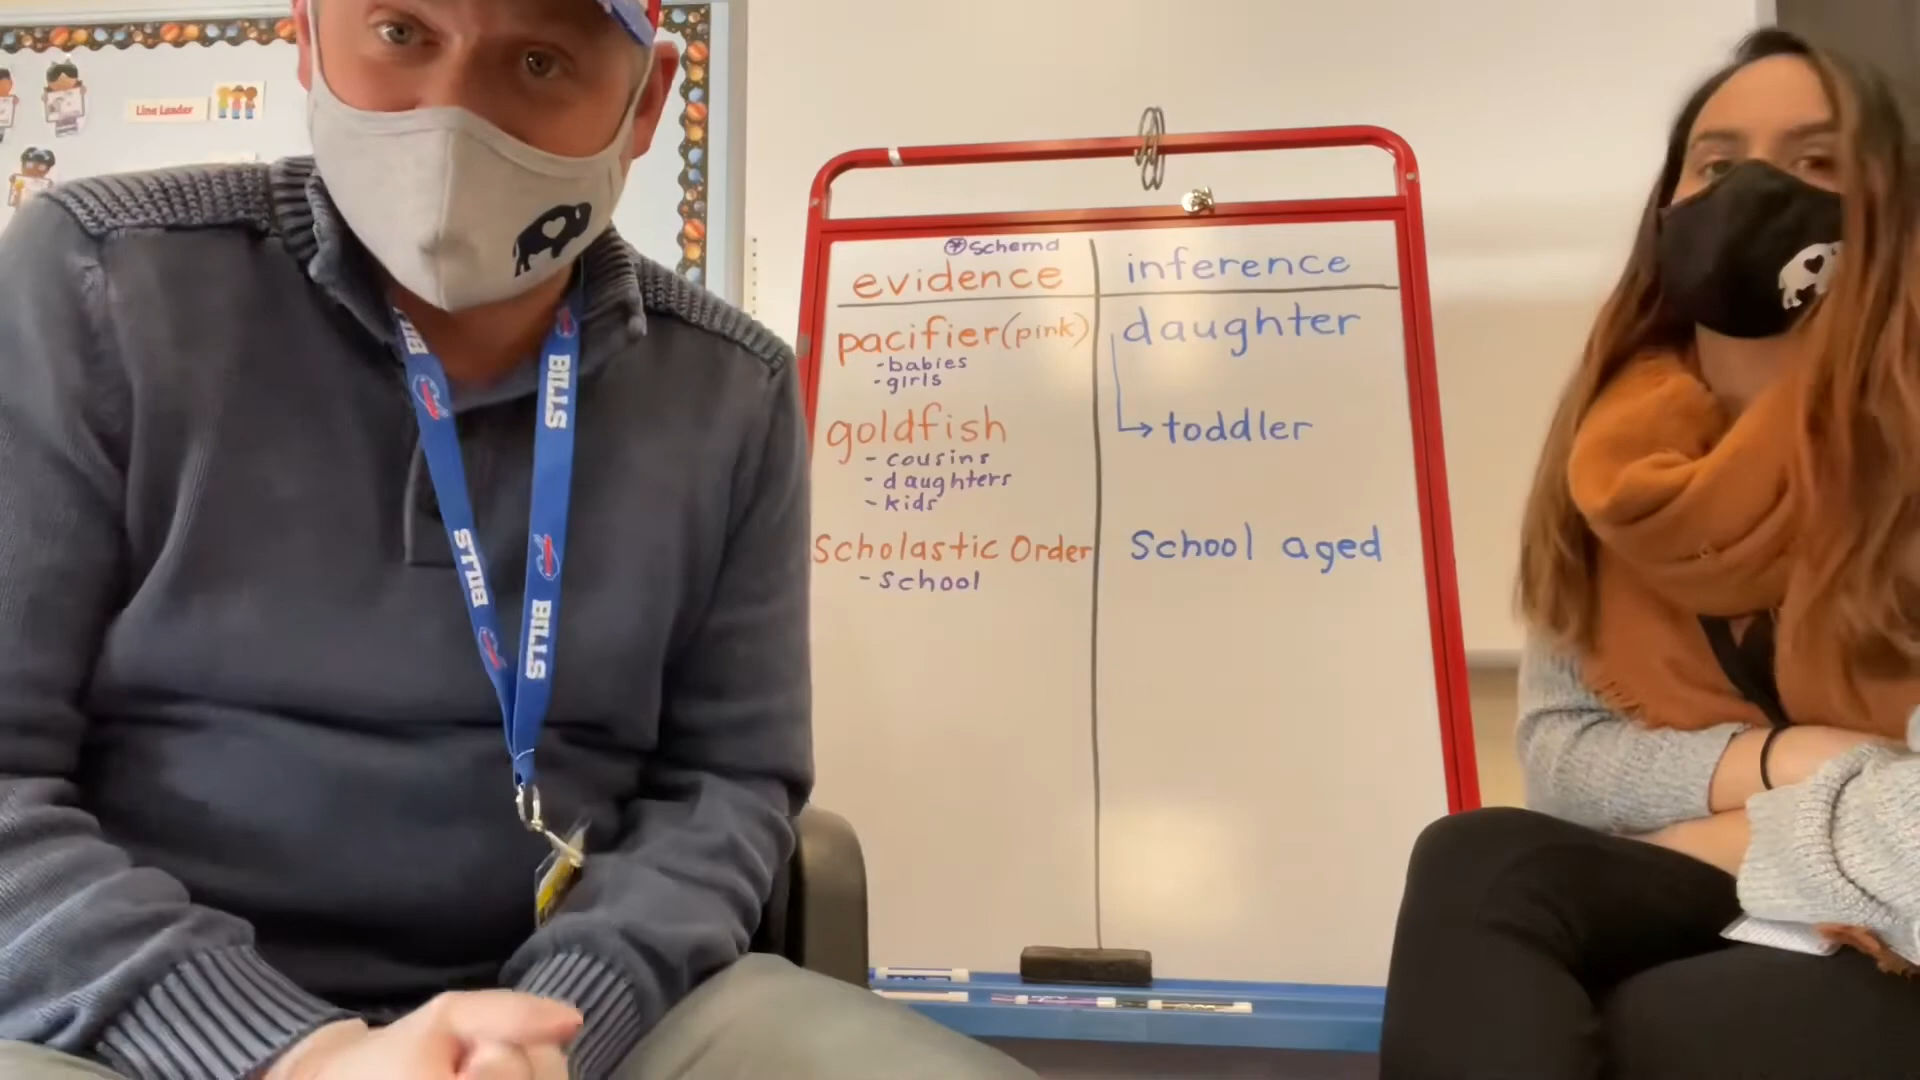 Line Leader
⊛schema
evidence
inference
pacifier(pink)
-babies
-girls
daughter
→toddler
goldfish
- cousins
- daughters
- kids
Scholastic Order
- school
School aged
BILLS
BILLS
BILLS
BILLS